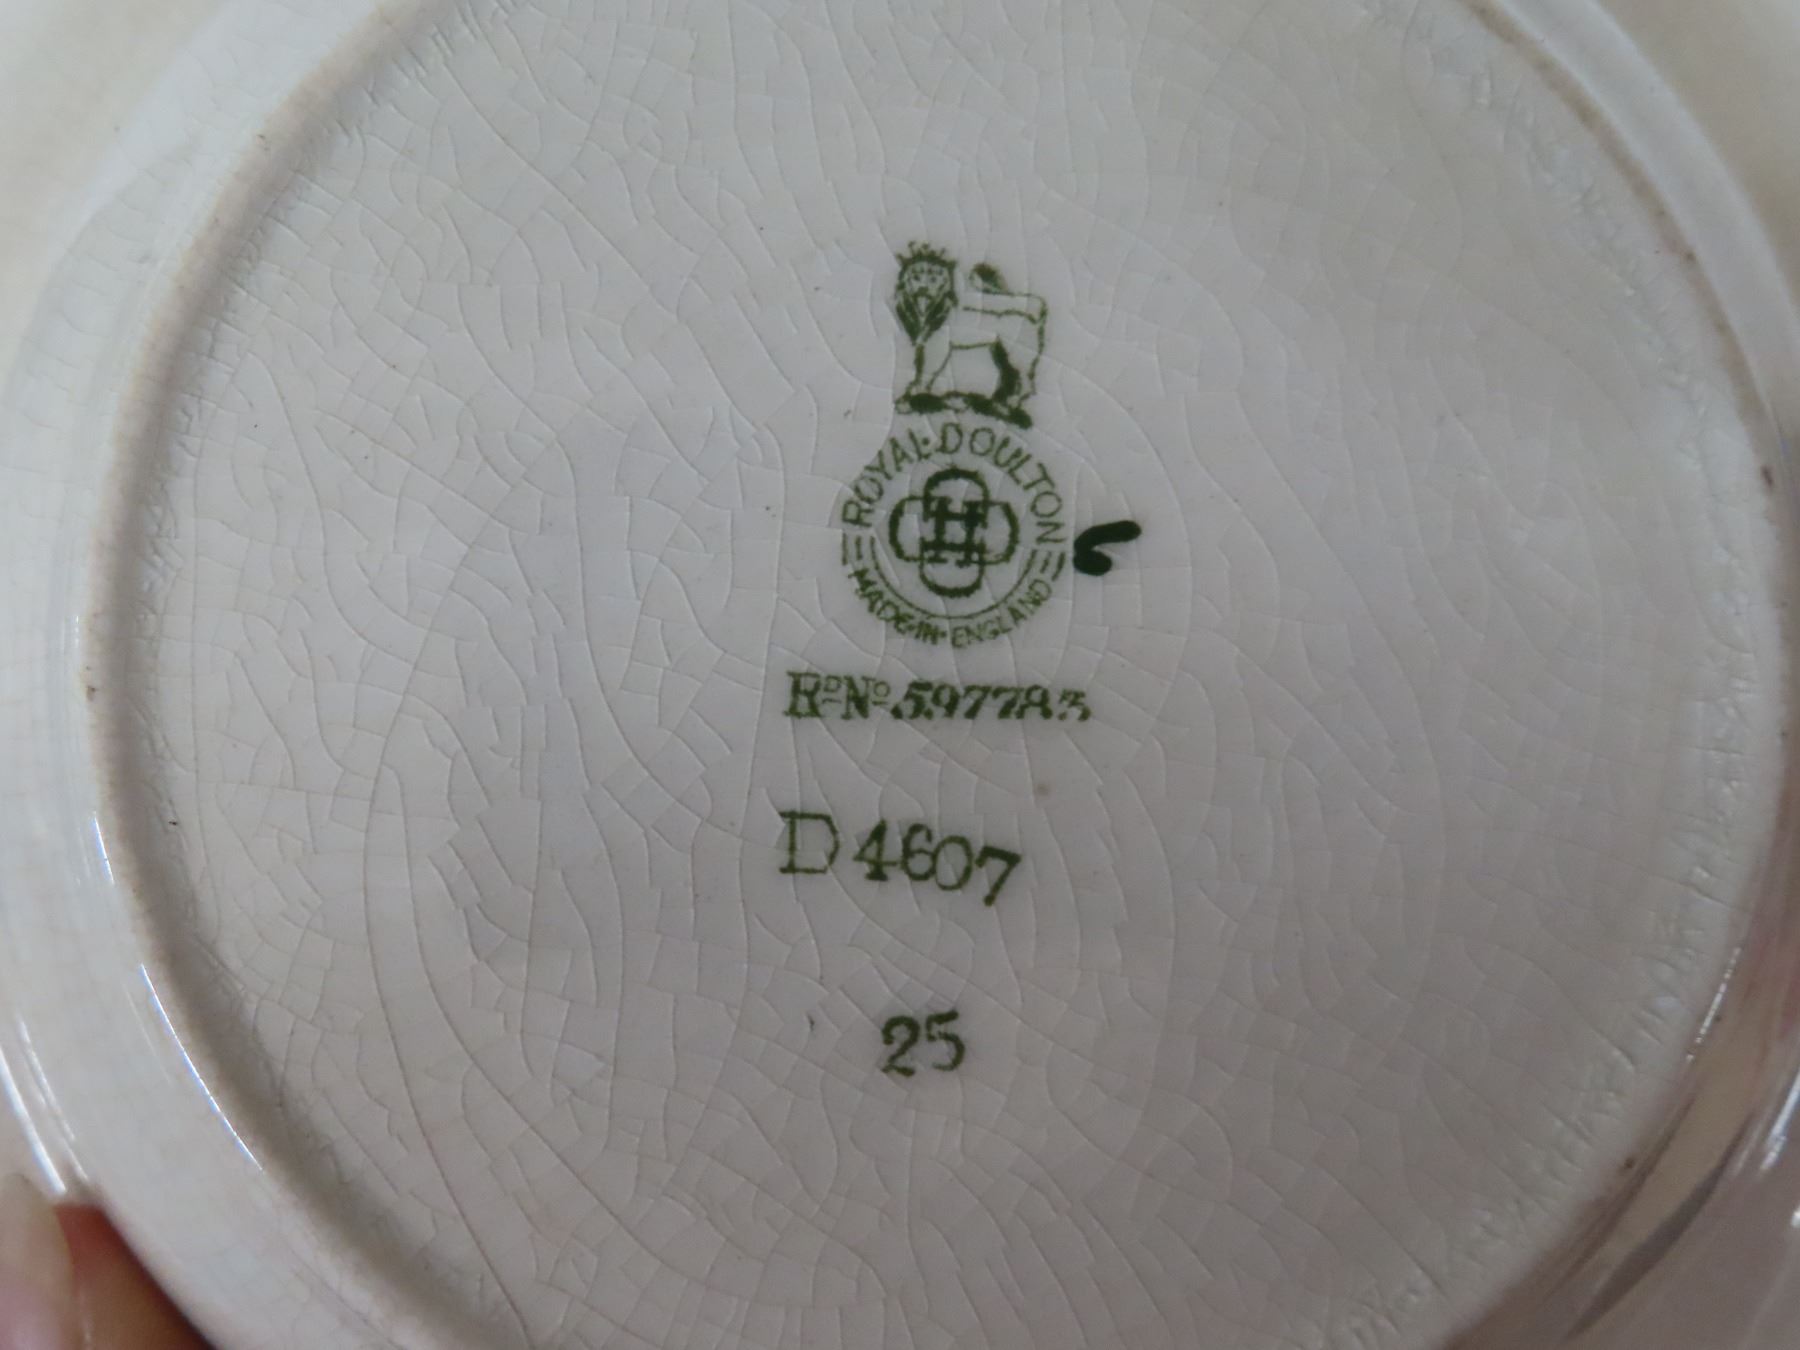 ROYAL·DOULTON
MADE·IN·ENGLAND
Rᴰ Nº 597783
D 4607
25